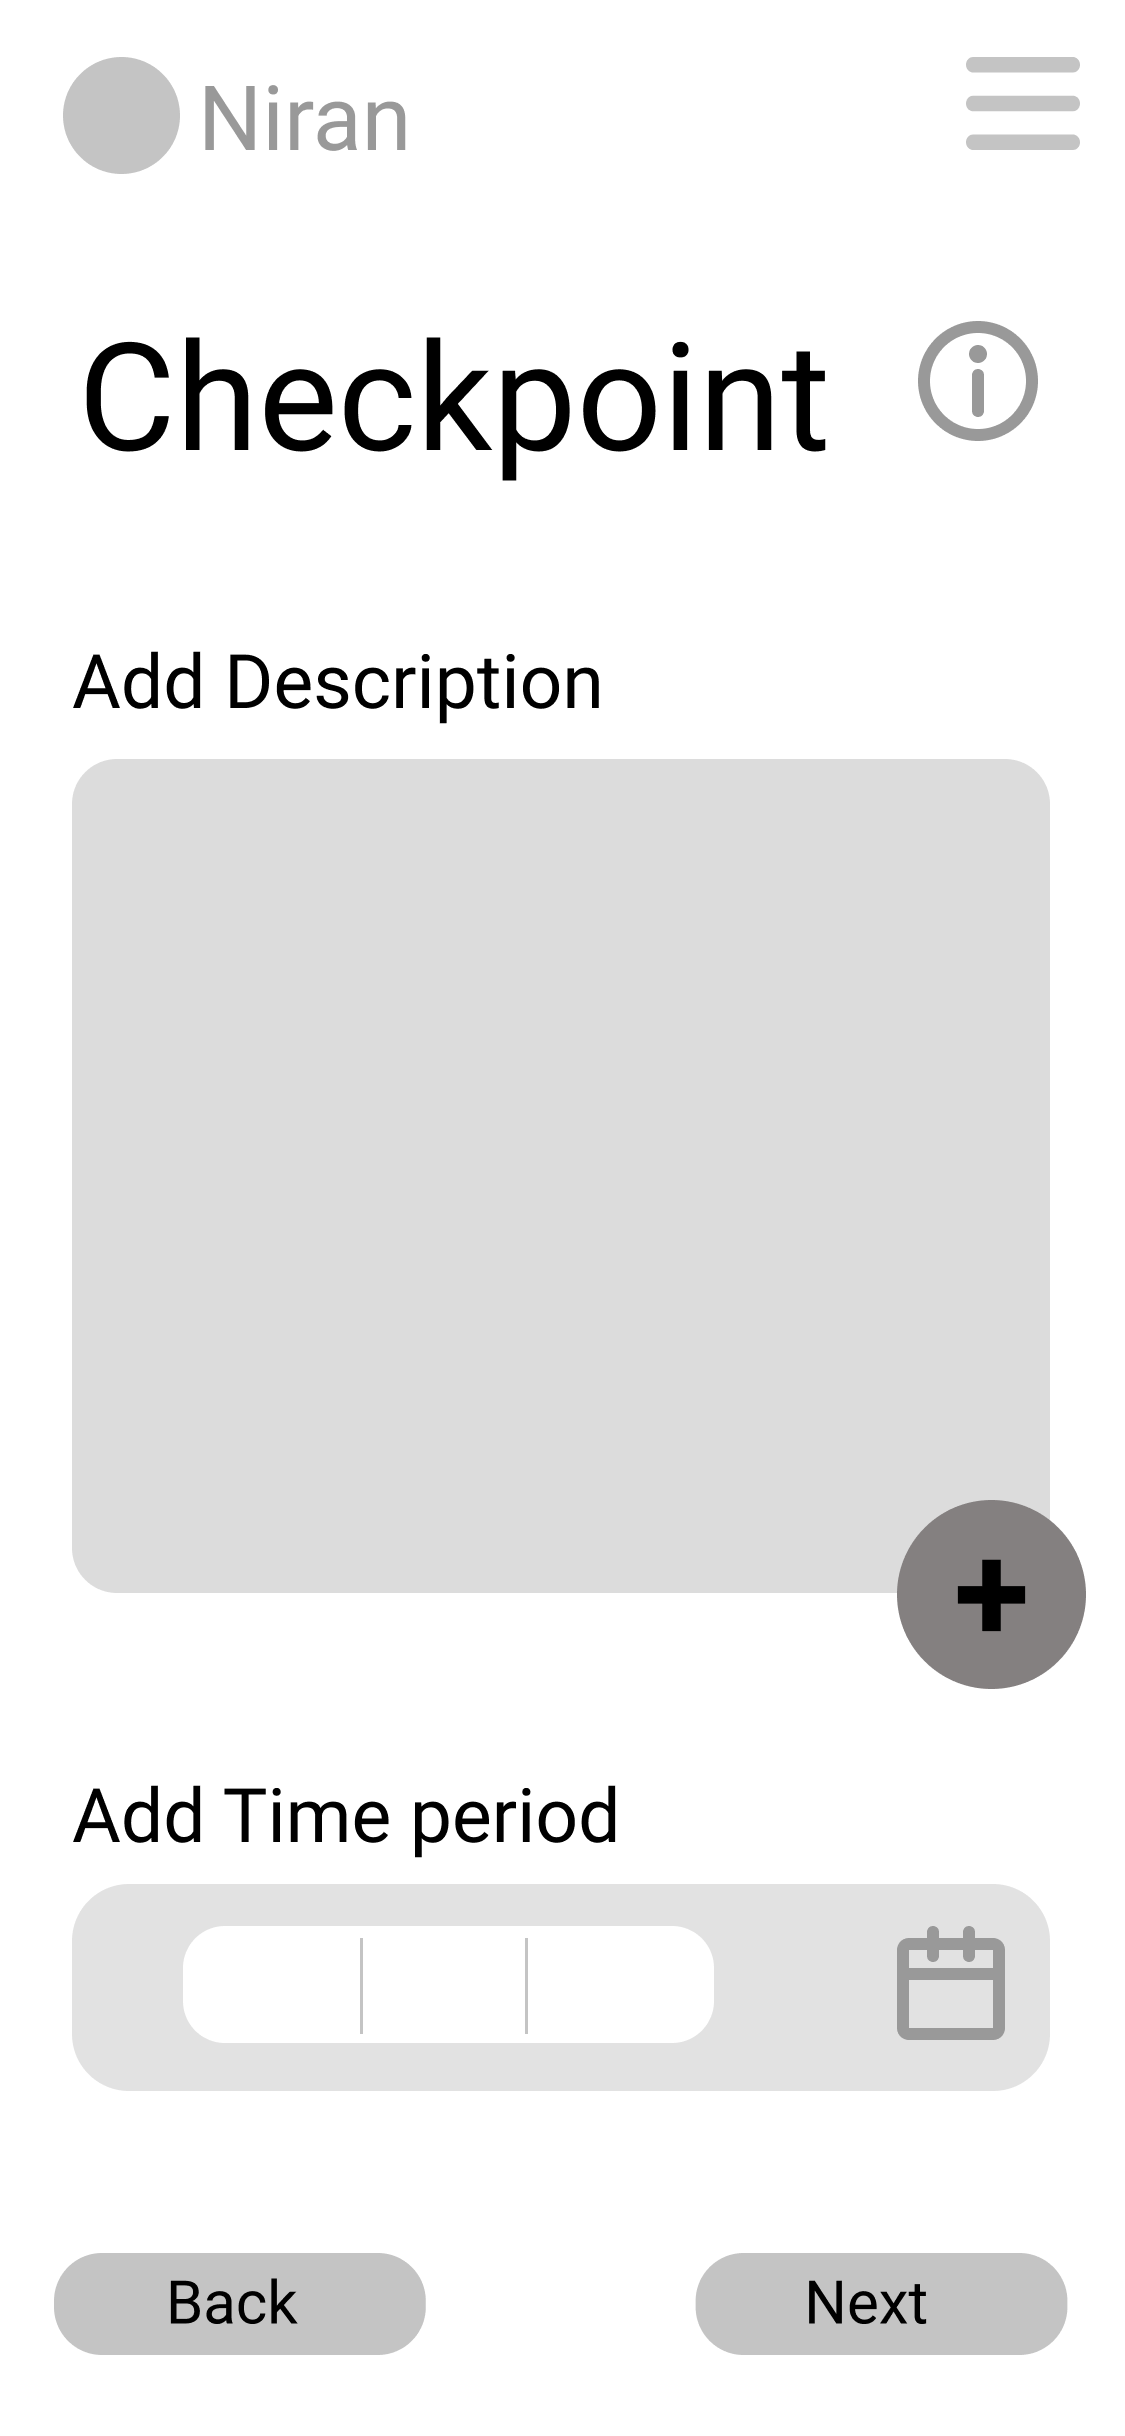 Niran
Checkpoint
Add Description
+
Add Time period
Back
Next